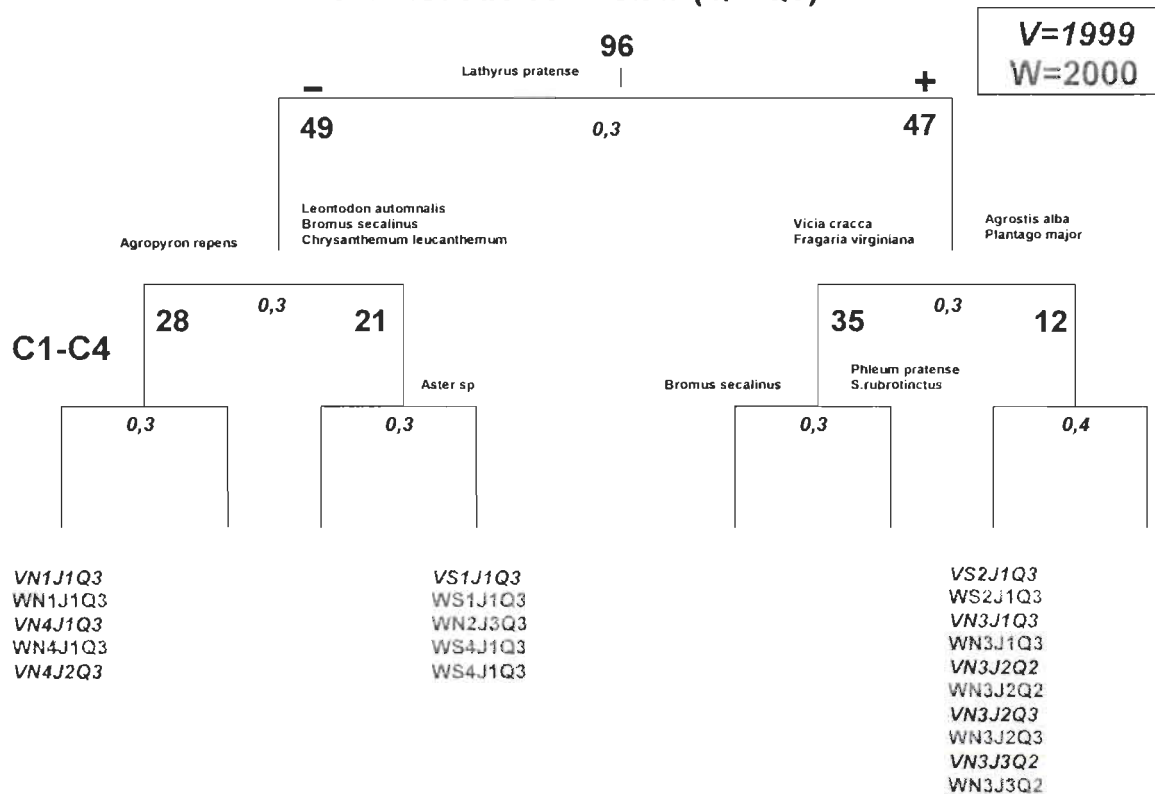 96
V=1999
W=2000
Lathyrus pratense
–
+
49
0,3
47
Leontodon automnalis
Bromus secalinus
Chrysanthemum leucanthemum
Agropyron repens
Vicia cracca
Fragaria virginiana
Agrostis alba
Plantago major
28
0,3
21
35
0,3
12
C1-C4
Aster sp
Bromus secalinus
Phleum pratense
S.rubrotinctus
0,3
0,3
0,3
0,4
VN1J1Q3
WN1J1Q3
VN4J1Q3
WN4J1Q3
VN4J2Q3
VS1J1Q3
WS1J1Q3
WN2J3Q3
WS4J1Q3
WS4J1Q3
VS2J1Q3
WS2J1Q3
VN3J1Q3
WN3J1Q3
VN3J2Q2
WN3J2Q2
VN3J2Q3
WN3J2Q3
VN3J3Q2
WN3J3Q2